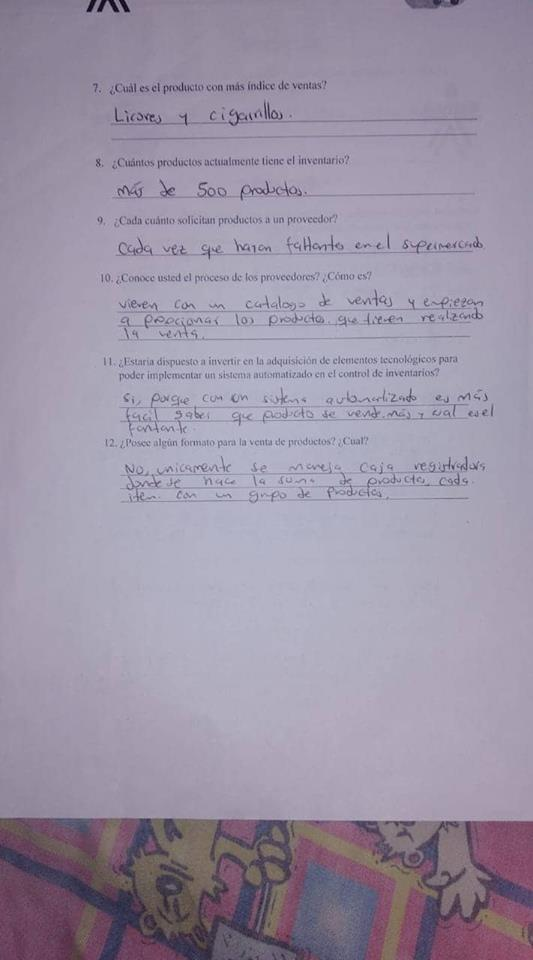 7. ¿Cuál es el producto con más índice de ventas?
Licores y cigarrillos.
8. ¿Cuántos productos actualmente tiene el inventario?
más de 500 productos.
9. ¿Cada cuánto solicitan productos a un proveedor?
Cada vez que hazan faltantes en el supermercado
10. ¿Conoce usted el proceso de los proveedores? ¿Cómo es?
vienen con un catalogo de ventas y empiezan
a los productos que tienen realizando
la venta.
11. ¿Estaría dispuesto a invertir en la adquisición de elementos tecnológicos para
poder implementar un sistema automatizado en el control de inventarios?
Si, porque con un sistema automatizado es más
facil saber que producto se vende más y cual es el
fantante.
12. ¿Posee algún formato para la venta de productos? ¿Cual?
No, unicamente se maneja caja registradora
donde se hace la suma de productos, cada
item. con un grupo de Productos.